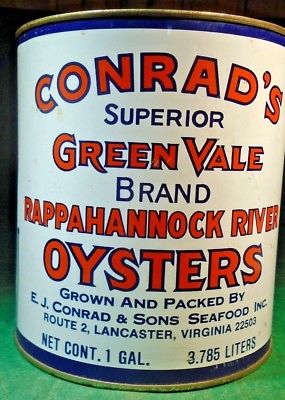 CONRAD'S
SUPERIOR
GREEN VALE
BRAND
RAPPAHANNOCK RIVER
OYSTERS
GROWN AND PACKED BY
E. J. CONRAD & SONS SEAFOOD INC.
ROUTE 2, LANCASTER, VIRGINIA 22503
NET CONT. 1 GAL. 3.785 LITERS